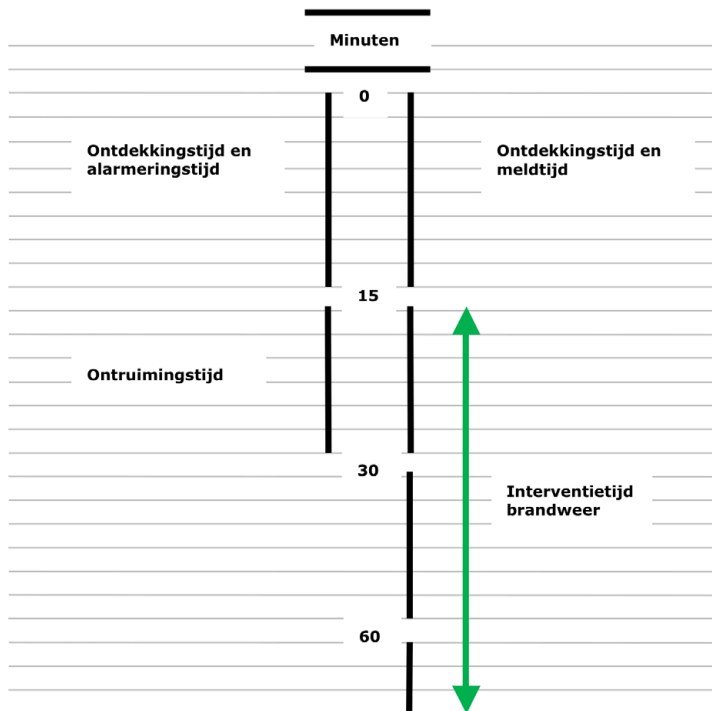 Minuten
0
Ontdekkingstijd en
alarmeringstijd
Ontdekkingstijd en
meldtijd
15
Ontruimingstijd
30
Interventietijd
brandweer
60